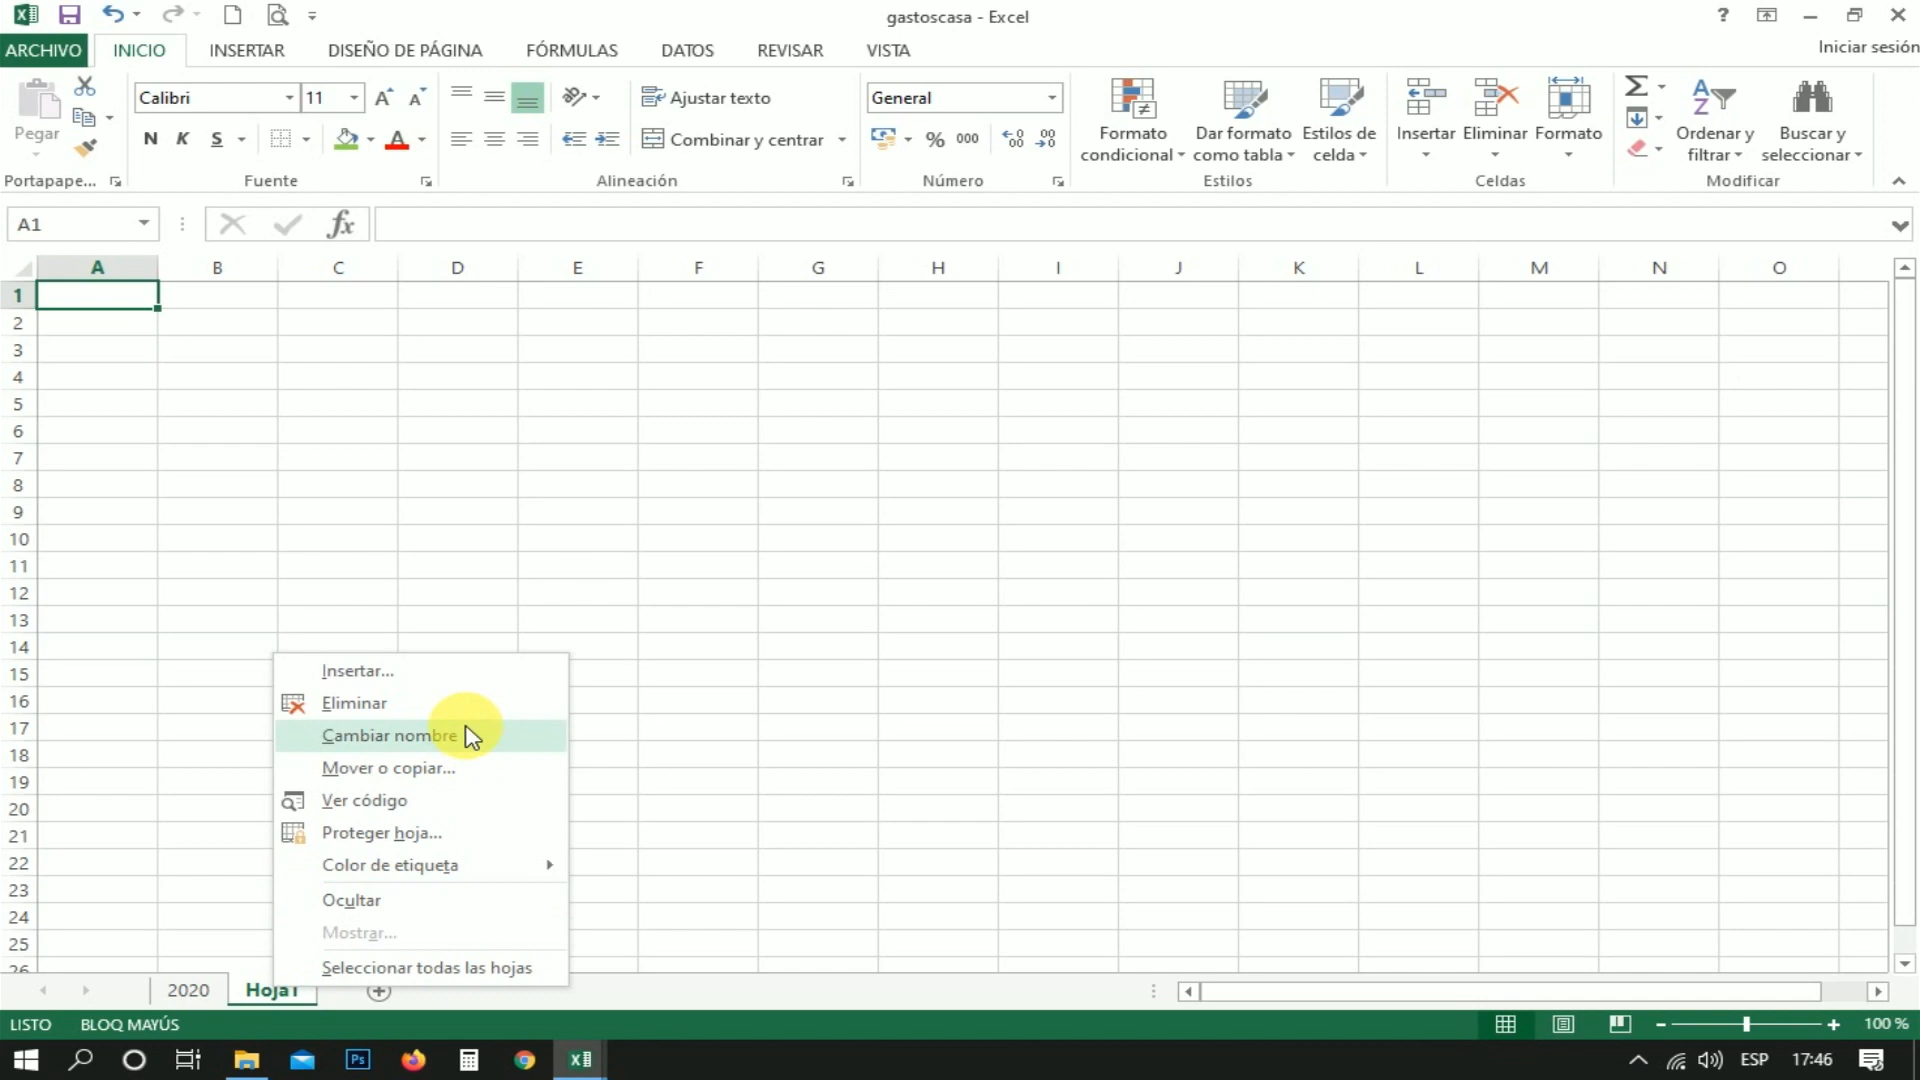 gastoscasa - Excel
?
ARCHIVO INICIO INSERTAR DISEÑO DE PÁGINA FÓRMULAS DATOS REVISAR VISTA Iniciar sesión
Pegar
Portapape...
Calibri 11
N K S A
Fuente
Ajustar texto
Combinar y centrar
Alineación
General
% 000
Número
Formato condicional
Dar formato como tabla
Estilos de celda
Estilos
Insertar Eliminar Formato
Celdas
Σ
Ordenar y filtrar
Buscar y seleccionar
Modificar
A1 fx
A B C D E F G H I J K L M N O
1
2
3
4
5
6
7
8
9
10
11
12
13
14
15
16
17
18
19
20
21
22
23
24
25
26
Insertar...
Eliminar
Cambiar nombre
Mover o copiar...
Ver código
Proteger hoja...
Color de etiqueta
Ocultar
Mostrar...
Seleccionar todas las hojas
2020 Hoja1
LISTO BLOQ MAYÚS 100 %
Ps ESP 17:46